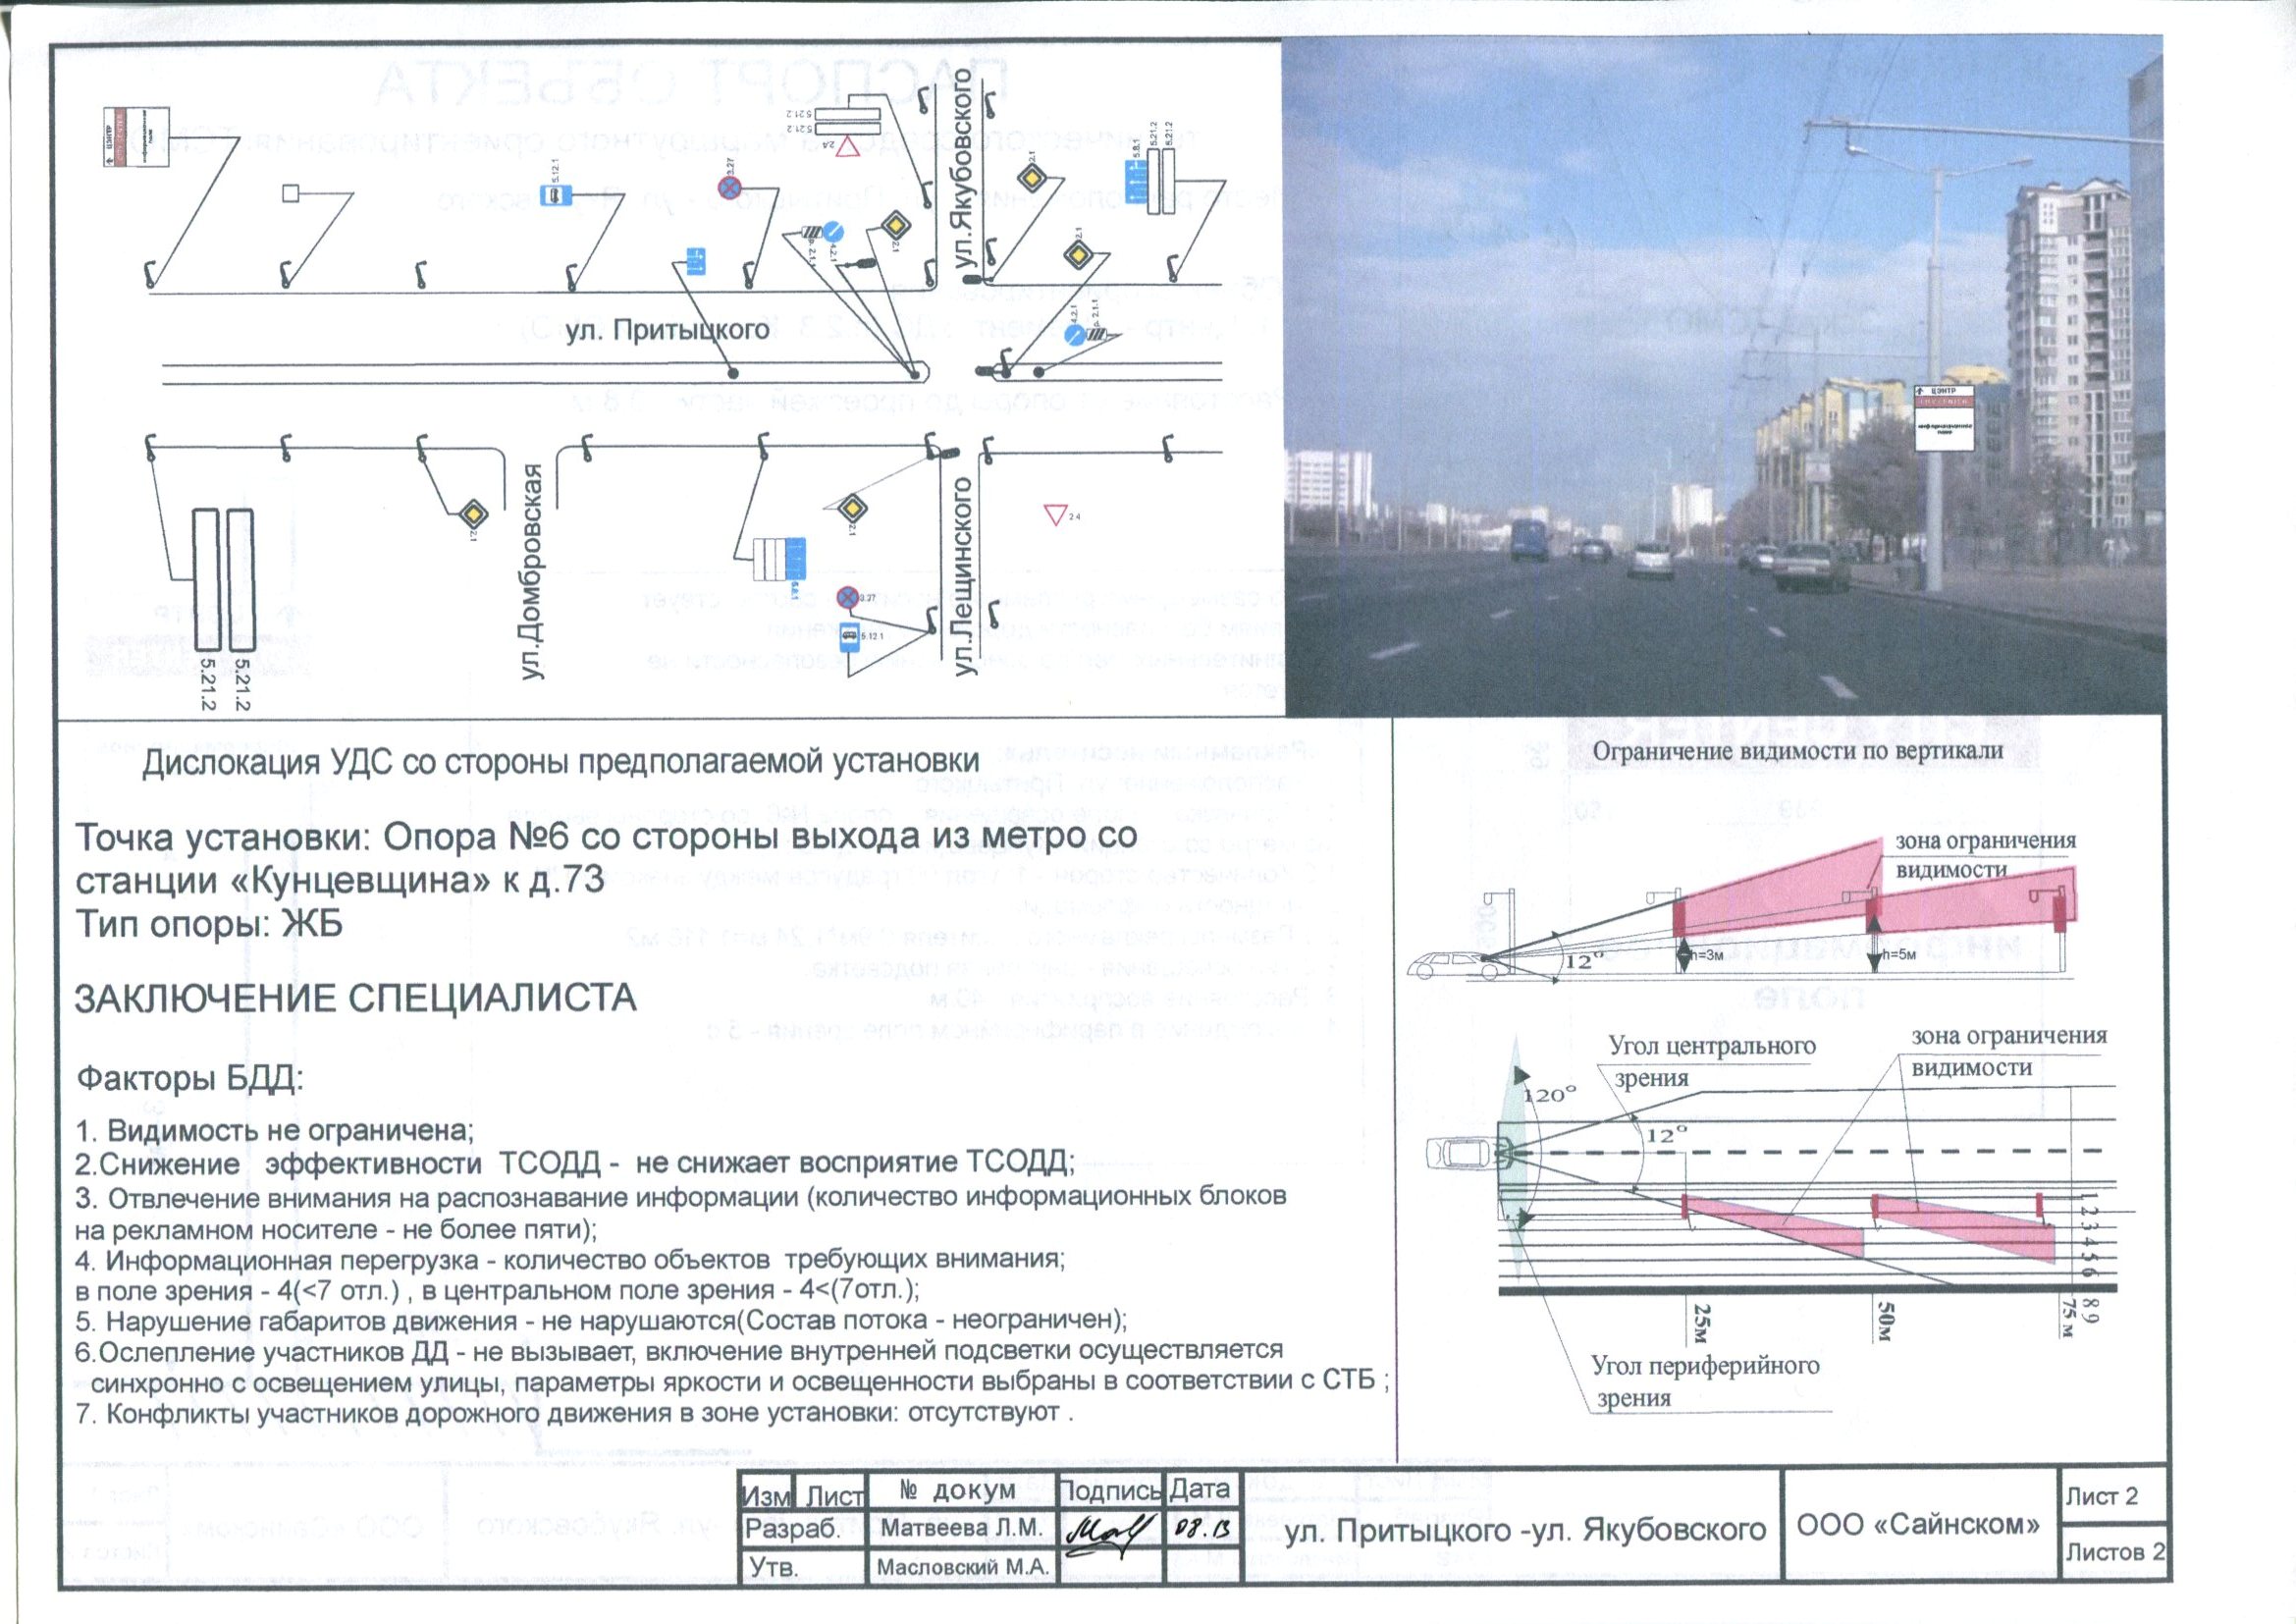 ЦЭНТР
5.12.1
3.27
5.21.2
5.21.2
2.4
ул.Якубовского
2.1
5.8.1
5.21.2
5.21.2
2.1
4.2.1
2.1
4.2.1
ул. Притыцкого
2.1
5.21.2
5.21.2
ул.Домбровская
2.1
5.8.1
3.27
5.12.1
ул.Лещинского
2.4
ЦЭНТР
Дислокация УДС со стороны предполагаемой установки
Точка установки: Опора №6 со стороны выхода из метро со
станции «Кунцевщина» к д.73
Тип опоры: ЖБ
ЗАКЛЮЧЕНИЕ СПЕЦИАЛИСТА
Факторы БДД:
1. Видимость не ограничена;
2.Снижение эффективности ТСОДД - не снижает восприятие ТСОДД;
3. Отвлечение внимания на распознавание информации (количество информационных блоков
на рекламном носителе - не более пяти);
4. Информационная перегрузка - количество объектов требующих внимания;
в поле зрения - 4(<7 отл.) , в центральном поле зрения - 4<(7отл.);
5. Нарушение габаритов движения - не нарушаются(Состав потока - неограничен);
6.Ослепление участников ДД - не вызывает, включение внутренней подсветки осуществляется
синхронно с освещением улицы, параметры яркости и освещенности выбраны в соответствии с СТБ ;
7. Конфликты участников дорожного движения в зоне установки: отсутствуют .
Ограничение видимости по вертикали
зона ограничения
видимости
12°
h=3м
h=5м
Угол центрального
зрения
зона ограничения
видимости
120°
12°
1
2
3
4
5
6
8
9
25м
50м
75 м
Угол периферийного
зрения
Изм Лист № докум Подпись Дата
Разраб. Матвеева Л.М. 08.13
Утв. Масловский М.А.
ул. Притыцкого -ул. Якубовского
ООО «Сайнском»
Лист 2
Листов 2